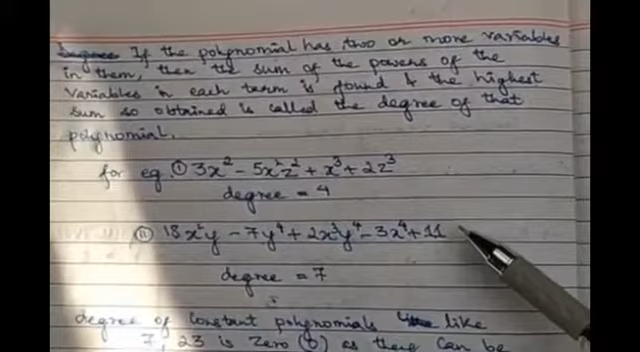 If the polynomial has two or more variables
in them, then the sum of the powers of the
variables in each term is found & the highest
sum so obtained is called the degree of that
polynomial.
for eg. ① 3x² - 5x²z² + x³ + 2z³
degree = 4
② 18x²y - 7y⁴ + 2x³y⁴ - 3x⁴ + 11
degree = 7
degree of constant polynomials like
7, 23 is zero (0) as there can be